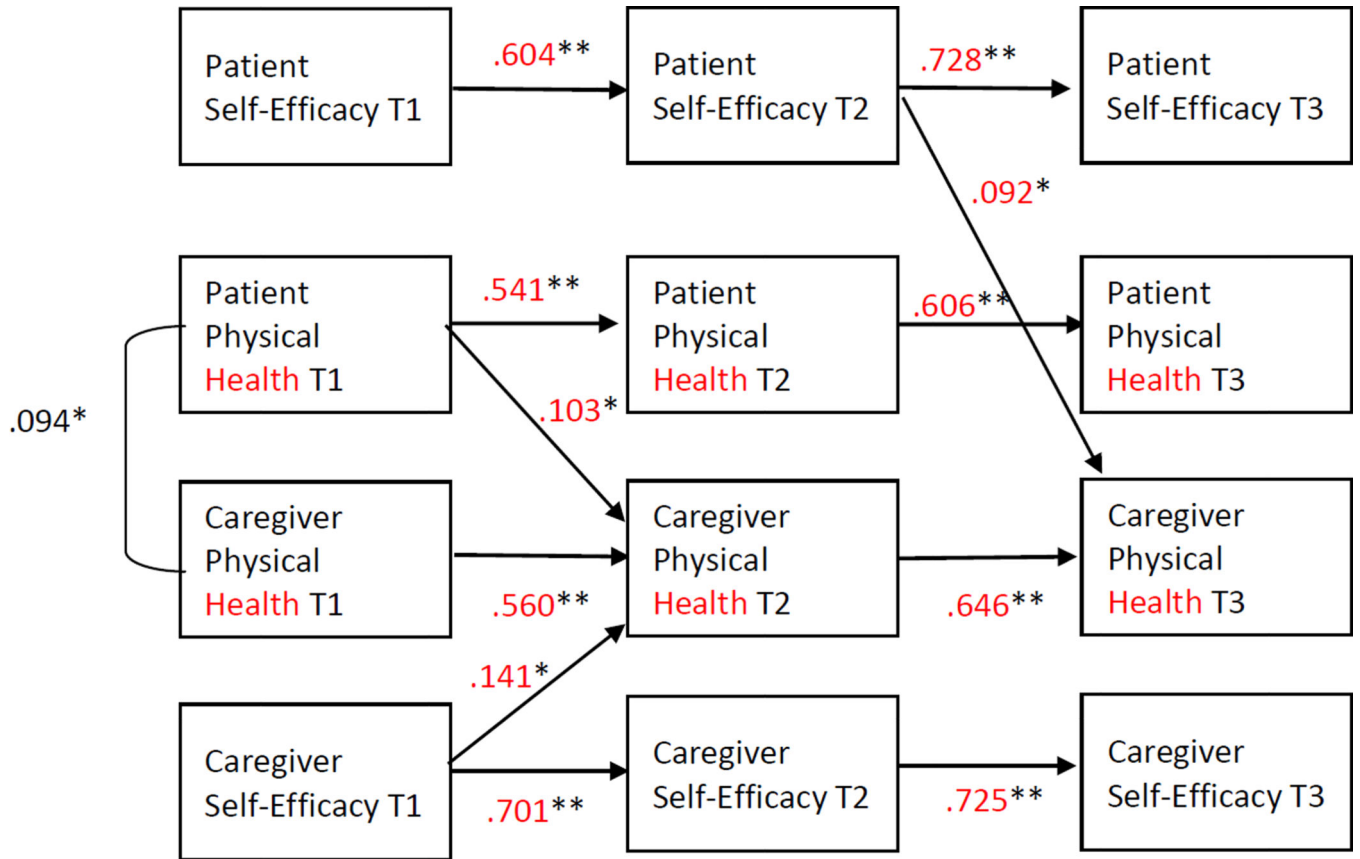 Patient
Self-Efficacy T1
.604**
Patient
Self-Efficacy T2
.728**
Patient
Self-Efficacy T3
.092*
Patient
Physical
Health T1
.541**
Patient
Physical
Health T2
.606**
Patient
Physical
Health T3
.094*
.103*
Caregiver
Physical
Health T1
.560**
Caregiver
Physical
Health T2
.646**
Caregiver
Physical
Health T3
.141*
Caregiver
Self-Efficacy T1
.701**
Caregiver
Self-Efficacy T2
.725**
Caregiver
Self-Efficacy T3